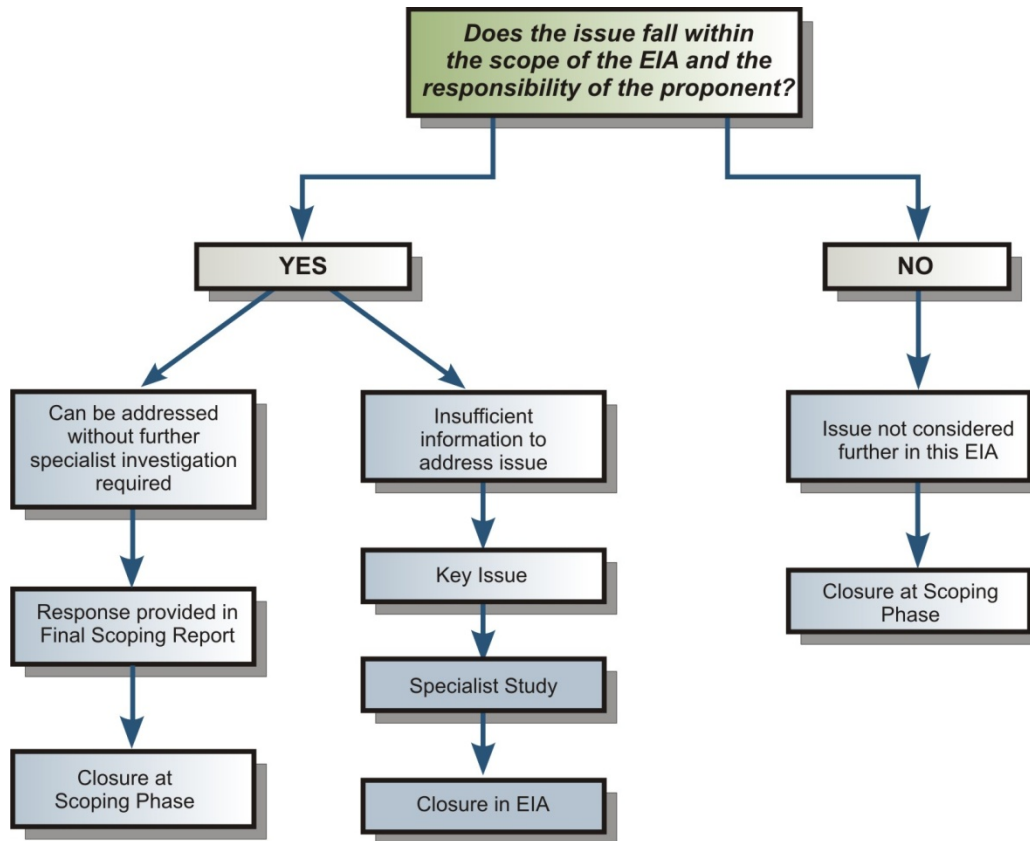 Does the issue fall within
the scope of the EIA and the
responsibility of the proponent?
YES
NO
Can be addressed
without further
specialist investigation
required
Insufficient
information to
address issue
Issue not considered
further in this EIA
Key Issue
Closure at Scoping
Phase
Response provided in
Final Scoping Report
Specialist Study
Closure at
Scoping Phase
Closure in EIA